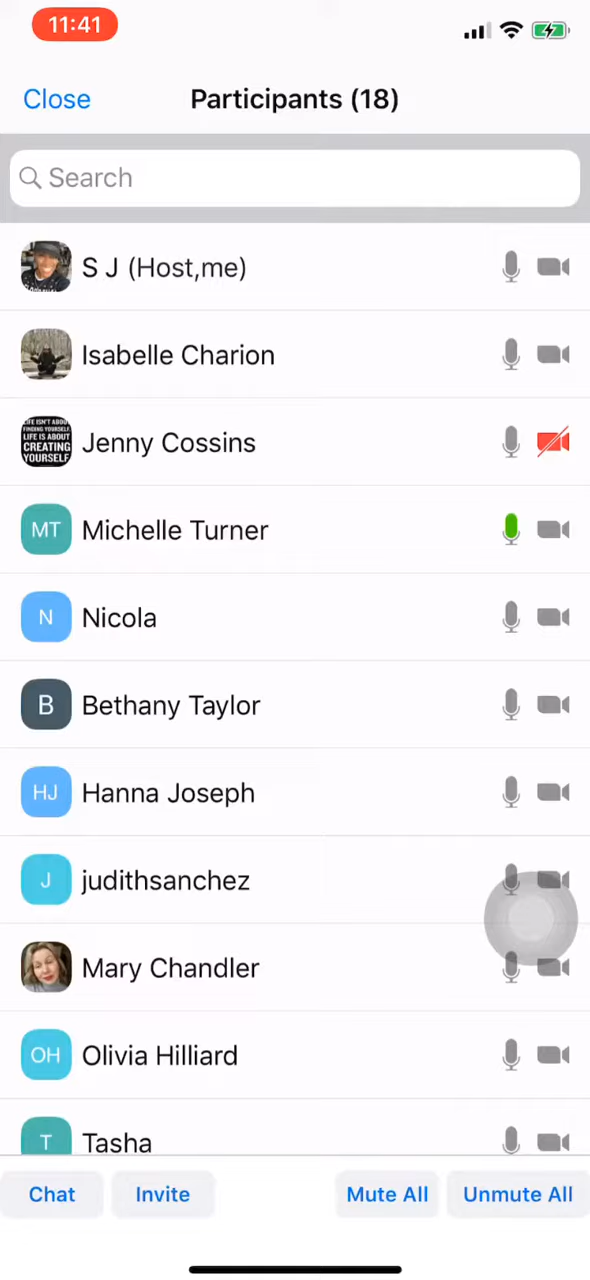 11:41
Close
Participants (18)
Search
S J (Host,me)
Isabelle Charion
LIFE ISN'T ABOUT
FINDING YOURSELF.
LIFE IS ABOUT
CREATING
YOURSELF
Jenny Cossins
MT
Michelle Turner
N
Nicola
B
Bethany Taylor
HJ
Hanna Joseph
J
judithsanchez
Mary Chandler
OH
Olivia Hilliard
T
Tasha
Chat
Invite
Mute All
Unmute All